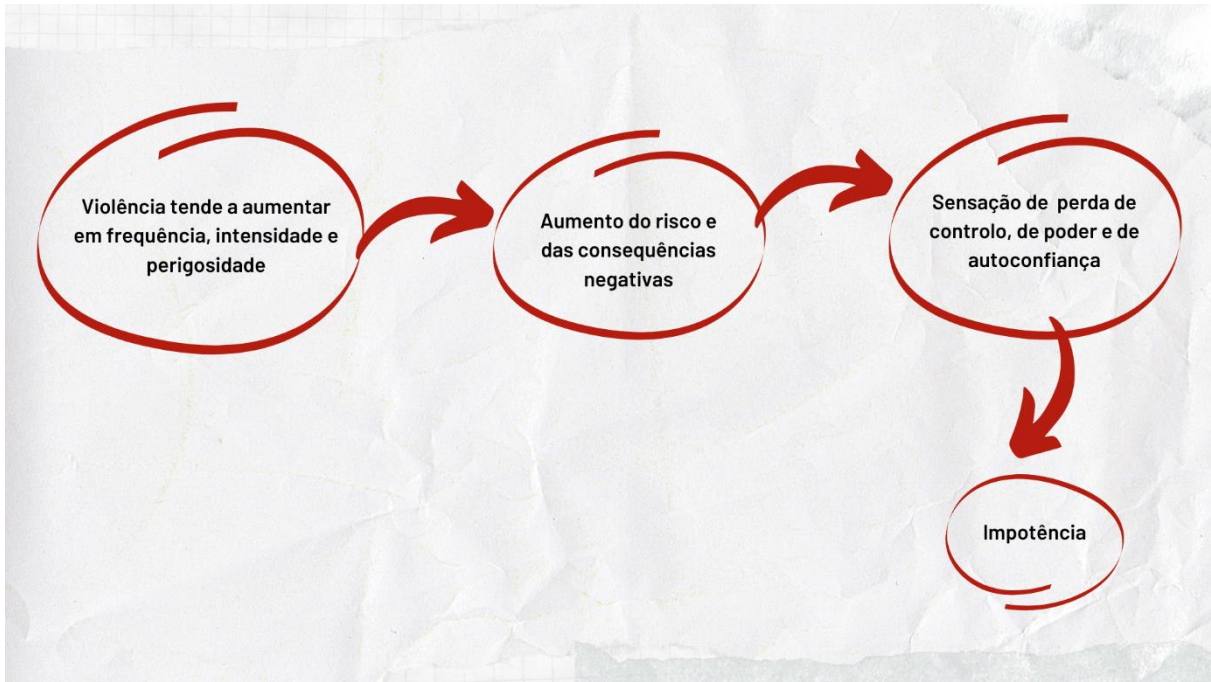 Violência tende a aumentar
em frequência, intensidade e
perigosidade
Aumento do risco e
das consequências
negativas
Sensação de perda de
controlo, de poder e de
autoconfiança
Impotência